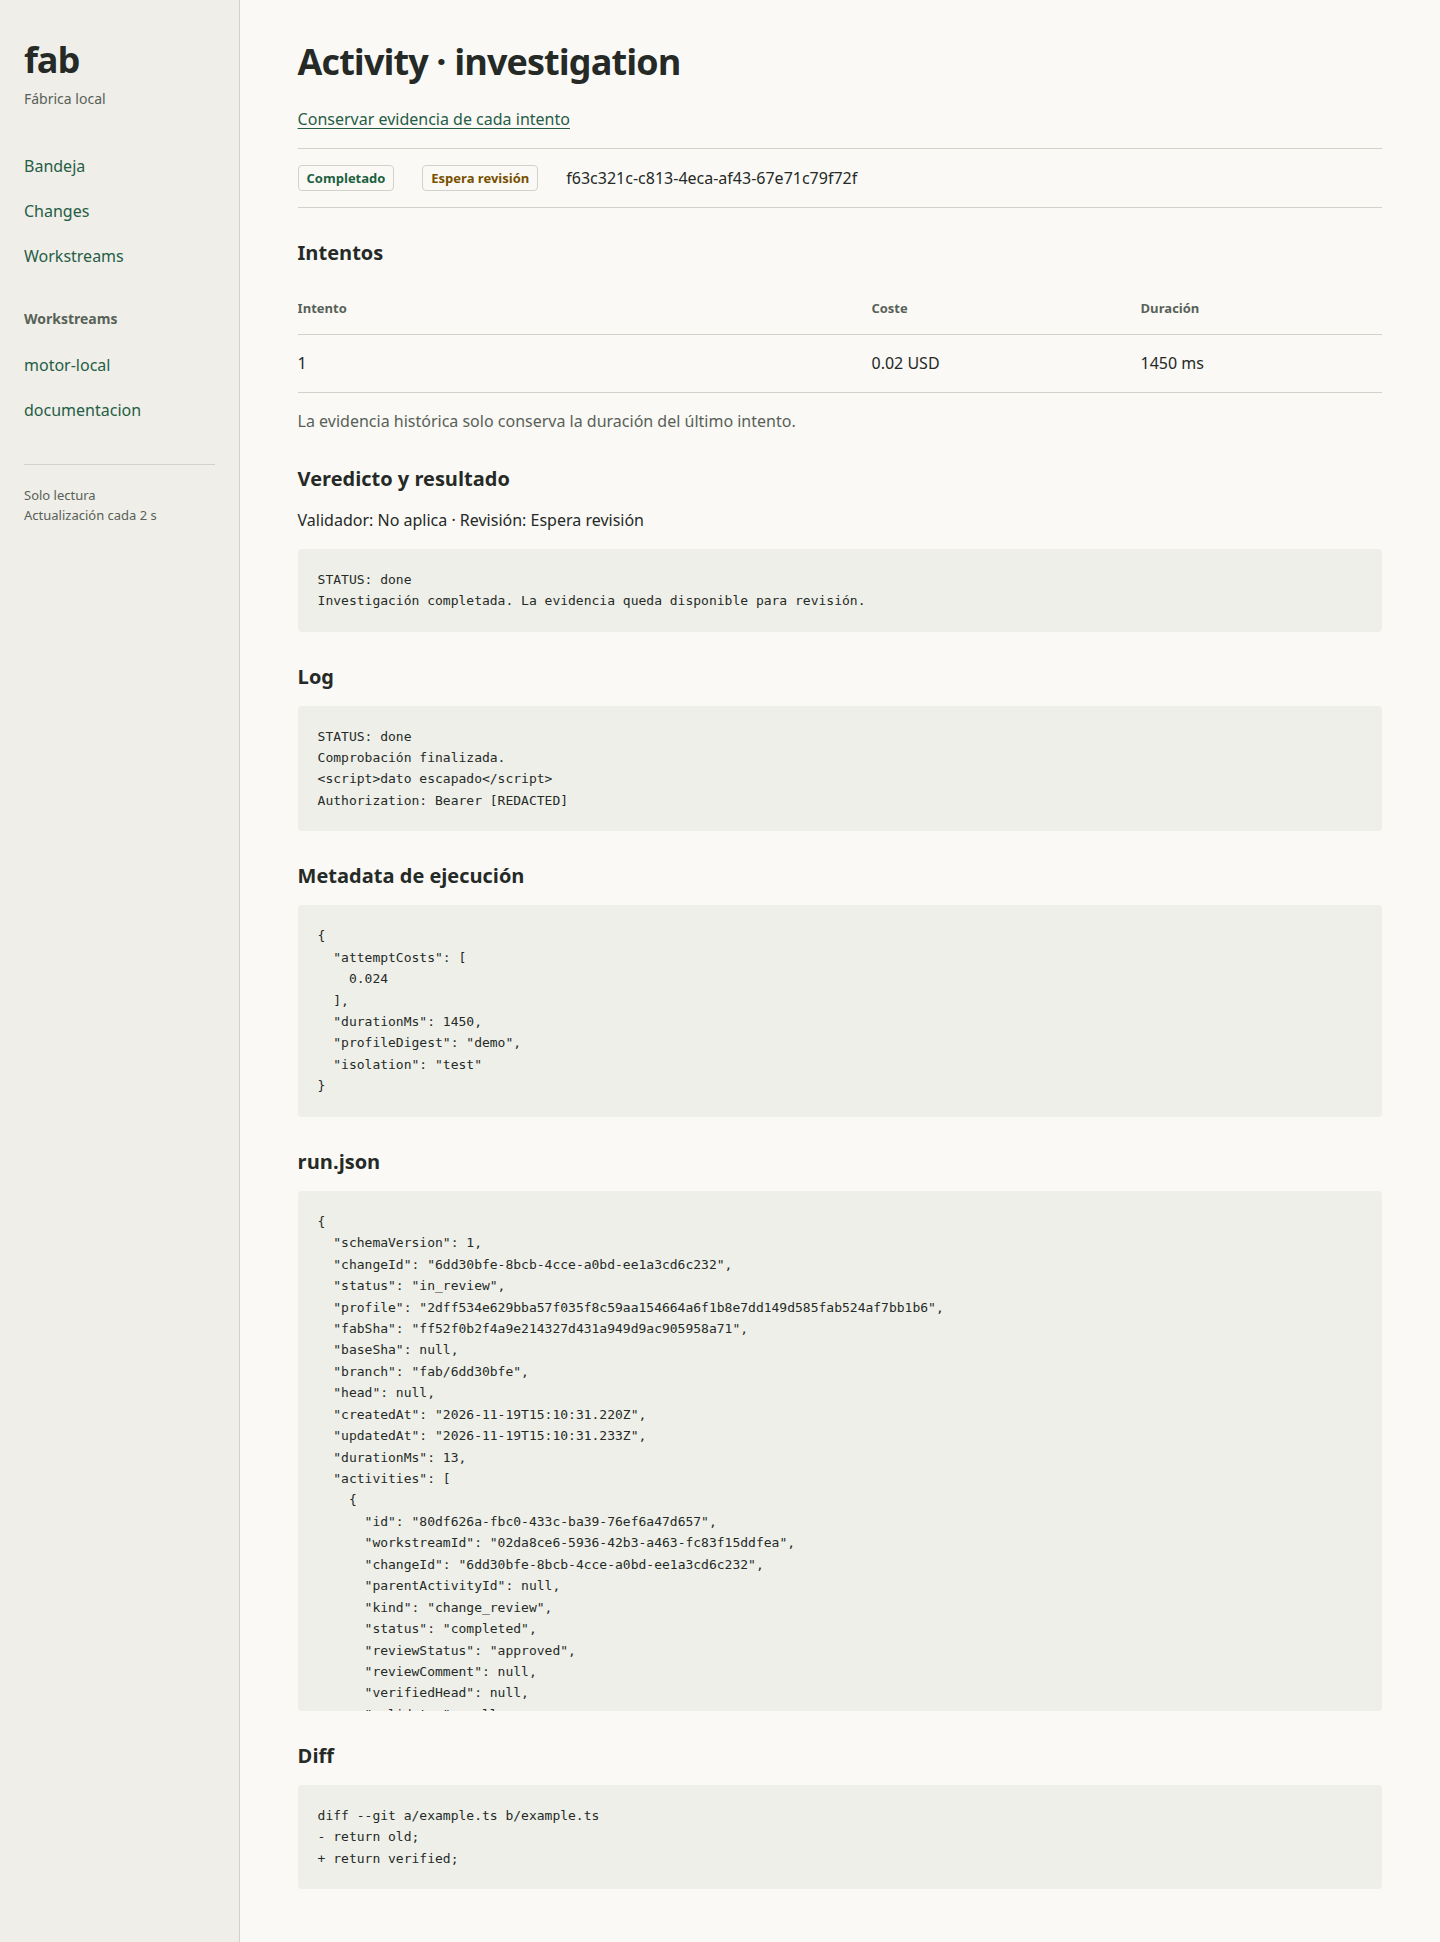 fab
Fábrica local
Bandeja
Changes
Workstreams
Workstreams
motor-local
documentacion
Solo lectura
Actualización cada 2 s
Activity · investigation
Conservar evidencia de cada intento
Completado Espera revisión f63c321c-c813-4eca-af43-67e71c79f72f
Intentos
Intento Coste Duración
1 0.02 USD 1450 ms
La evidencia histórica solo conserva la duración del último intento.
Veredicto y resultado
Validador: No aplica · Revisión: Espera revisión
STATUS: done
Investigación completada. La evidencia queda disponible para revisión.
Log
STATUS: done
Comprobación finalizada.
<script>dato escapado</script>
Authorization: Bearer [REDACTED]
Metadata de ejecución
{
  "attemptCosts": [
    0.024
  ],
  "durationMs": 1450,
  "profileDigest": "demo",
  "isolation": "test"
}
run.json
{
  "schemaVersion": 1,
  "changeId": "6dd30bfe-8bcb-4cce-a0bd-ee1a3cd6c232",
  "status": "in_review",
  "profile": "2dff534e629bba57f035f8c59aa154664a6f1b8e7dd149d585fab524af7bb1b6",
  "fabSha": "ff52f0b2f4a9e214327d431a949d9ac905958a71",
  "baseSha": null,
  "branch": "fab/6dd30bfe",
  "head": null,
  "createdAt": "2026-11-19T15:10:31.220Z",
  "updatedAt": "2026-11-19T15:10:31.233Z",
  "durationMs": 13,
  "activities": [
    {
      "id": "80df626a-fbc0-433c-ba39-76ef6a47d657",
      "workstreamId": "02da8ce6-5936-42b3-a463-fc83f15ddfea",
      "changeId": "6dd30bfe-8bcb-4cce-a0bd-ee1a3cd6c232",
      "parentActivityId": null,
      "kind": "change_review",
      "status": "completed",
      "reviewStatus": "approved",
      "reviewComment": null,
      "verifiedHead": null,
Diff
diff --git a/example.ts b/example.ts
- return old;
+ return verified;